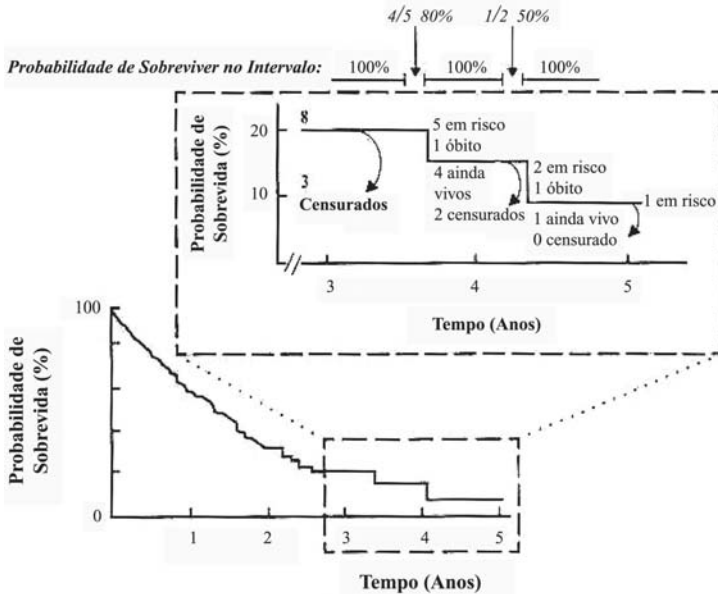 4/5 80% 1/2 50%
Probabilidade de Sobreviver no Intervalo: 100% 100% 100%
Probabilidade de
Sobrevida (%)
20
10
8
3
Censurados
5 em risco
1 óbito
4 ainda
vivos
2 censurados
2 em risco
1 óbito
1 ainda vivo
0 censurado
1 em risco
3 4 5
Tempo (Anos)
Probabilidade de
Sobrevida (%)
100
0
1 2 3 4 5
Tempo (Anos)